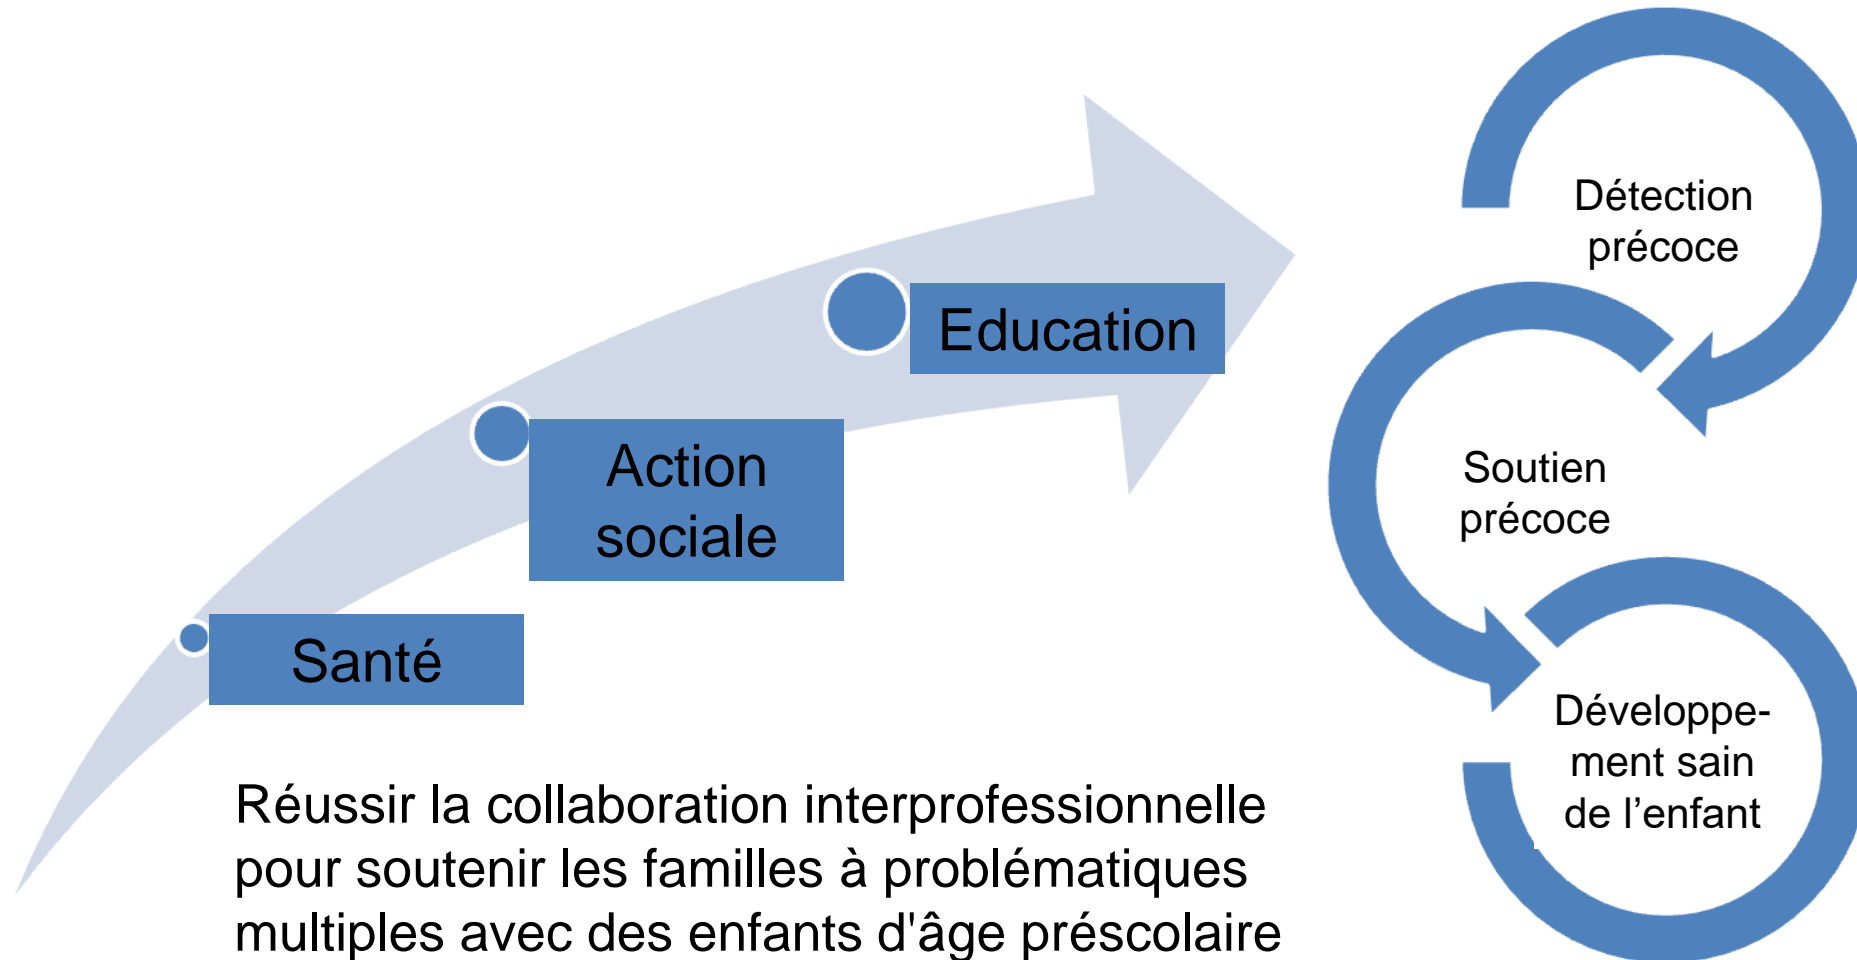 Santé
Action
sociale
Education
Réussir la collaboration interprofessionnelle
pour soutenir les familles à problématiques
multiples avec des enfants d'âge préscolaire
Détection
précoce
Soutien
précoce
Développe-
ment sain
de l’enfant